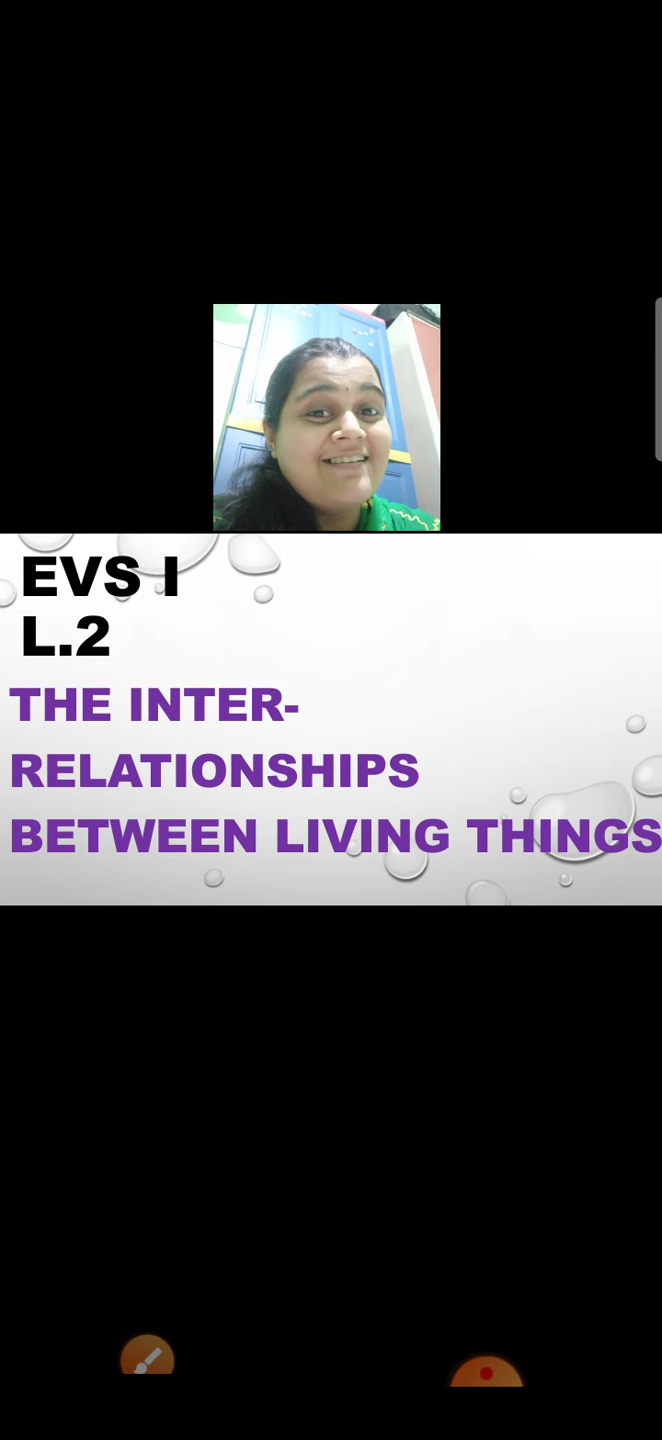 EVS I
L.2
THE INTER-
RELATIONSHIPS
BETWEEN LIVING THINGS